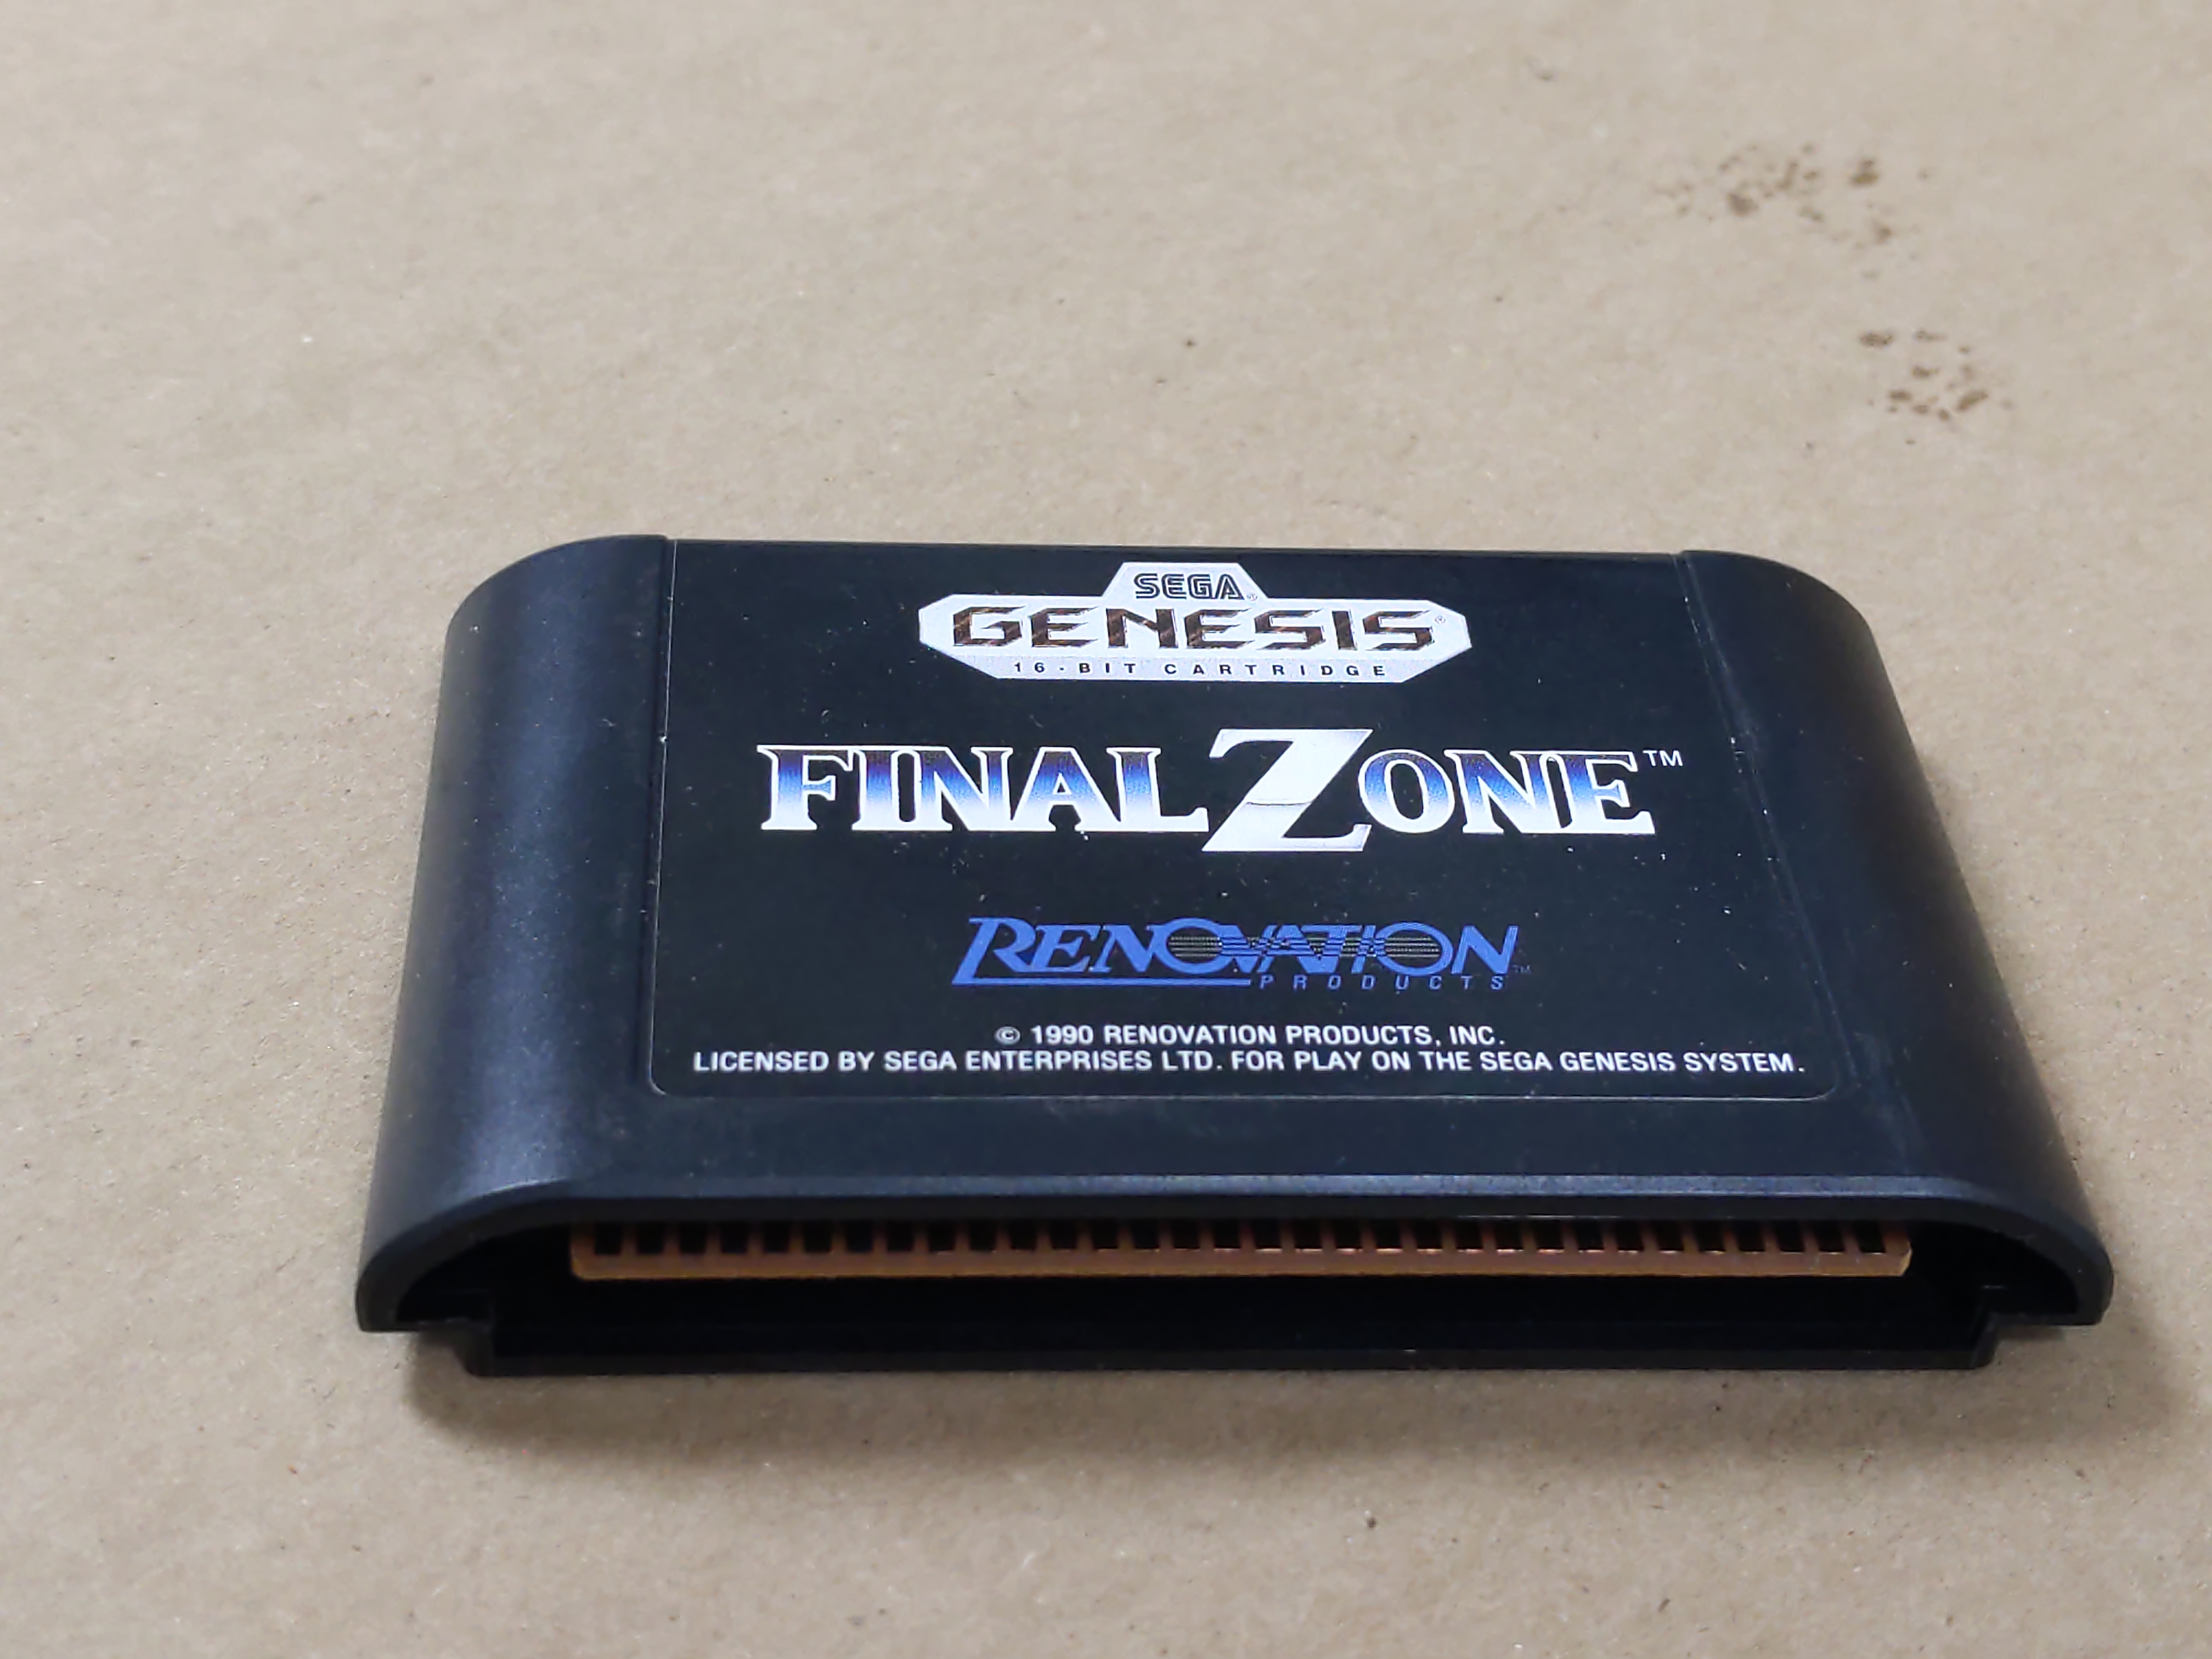 SEGA®
GENESIS®
16-BIT CARTRIDGE
FINAL ZONE™
RENOVATION™
PRODUCTS
© 1990 RENOVATION PRODUCTS, INC.
LICENSED BY SEGA ENTERPRISES LTD. FOR PLAY ON THE SEGA GENESIS SYSTEM.